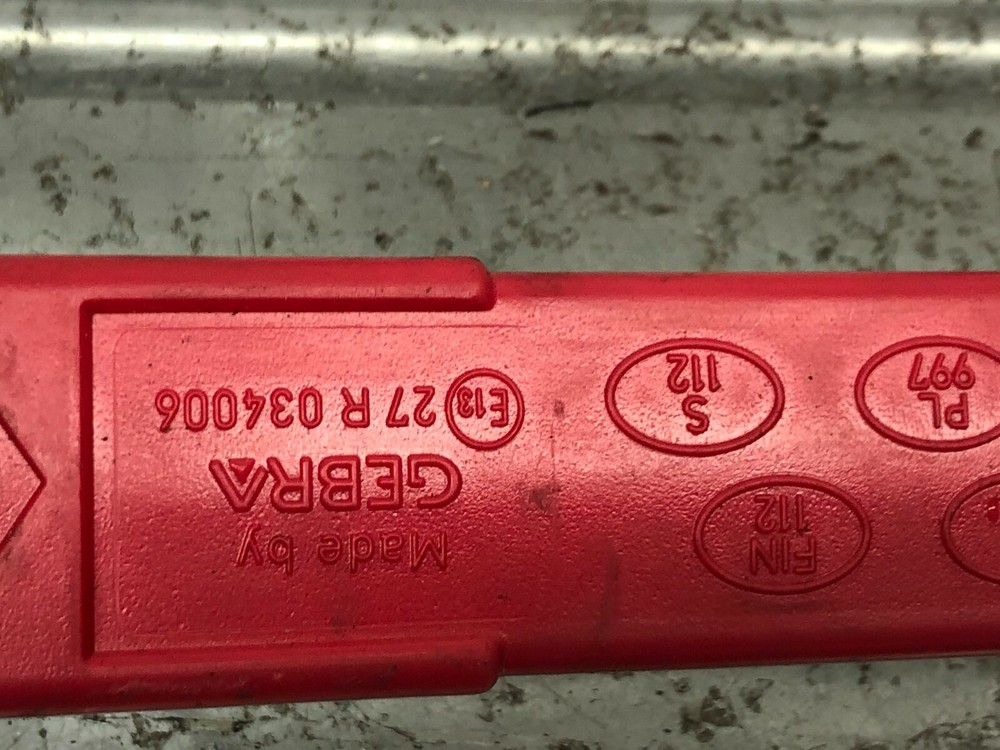 FIN
112
PL
997
S
112
Made by
GEBRA
E13 27 R 034006